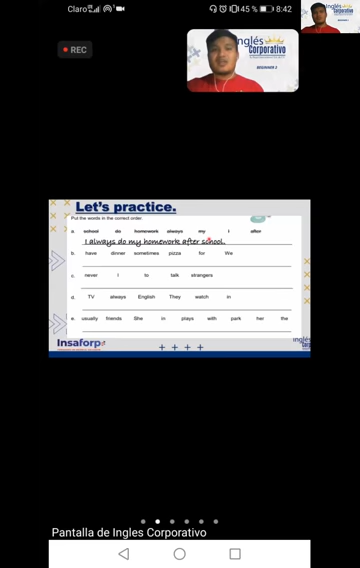 Claro 45 % 8:42
REC
Inglés
Corporativo
BEGINNER 2
Let's practice.
Put the words in the correct order.
a. school do homework always my I after
I always do my homework after school.
b. have dinner sometimes pizza for We
c. never I to talk strangers
d. TV always English They watch in
e. usually friends She in plays with park her the
Insaforp
Pantalla de Ingles Corporativo